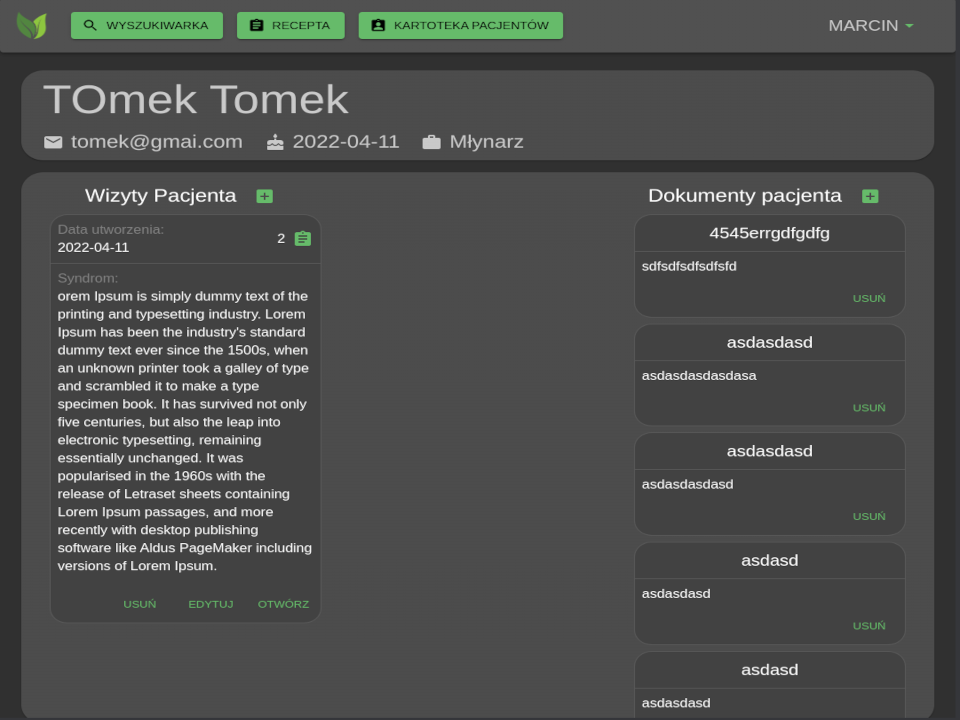 WYSZUKIWARKA
RECEPTA
KARTOTEKA PACJENTÓW
MARCIN
TOmek Tomek
tomek@gmai.com
2022-04-11
Młynarz
Wizyty Pacjenta
Data utworzenia:
2022-04-11
2
Syndrom:
orem Ipsum is simply dummy text of the
printing and typesetting industry. Lorem
Ipsum has been the industry's standard
dummy text ever since the 1500s, when
an unknown printer took a galley of type
and scrambled it to make a type
specimen book. It has survived not only
five centuries, but also the leap into
electronic typesetting, remaining
essentially unchanged. It was
popularised in the 1960s with the
release of Letraset sheets containing
Lorem Ipsum passages, and more
recently with desktop publishing
software like Aldus PageMaker including
versions of Lorem Ipsum.
USUŃ
EDYTUJ
OTWÓRZ
Dokumenty pacjenta
4545errgdfgdfg
sdfsdfsdfsdfsfd
USUŃ
asdasdasd
asdasdasdasdasa
USUŃ
asdasdasd
asdasdasdasd
USUŃ
asdasd
asdasdasd
USUŃ
asdasd
asdasdasd